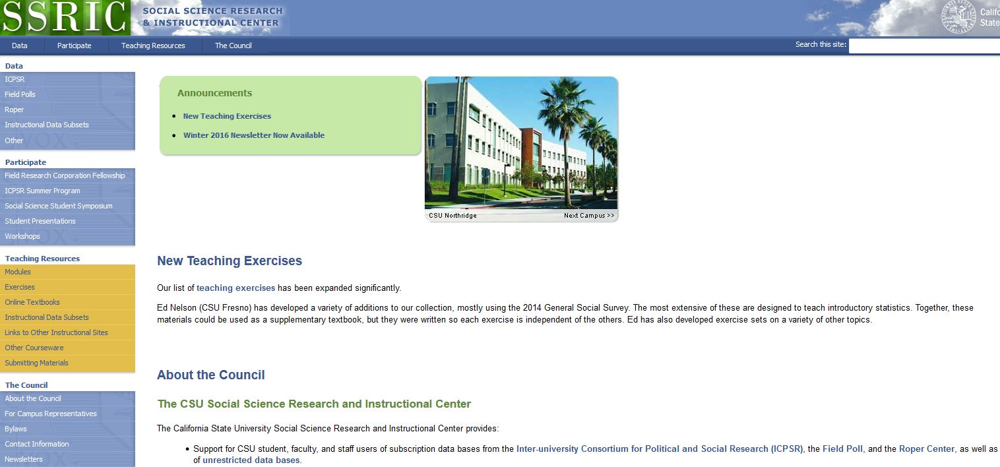 SSRIC
SOCIAL SCIENCE RESEARCH
& INSTRUCTIONAL CENTER
State
Data
Participate
Teaching Resources
The Council
Search this site:
Data
ICPSR
Field Polls
Roper
Instructional Data Subsets
Other
Participate
Field Research Corporation Fellowship
ICPSR Summer Program
Social Science Student Symposium
Student Presentations
Workshops
Teaching Resources
Modules
Exercises
Online Textbooks
Instructional Data Subsets
Links to Other Instructional Sites
Other Courseware
Submitting Materials
The Council
About the Council
For Campus Representatives
Bylaws
Contact Information
Newsletters
Announcements
• New Teaching Exercises
• Winter 2016 Newsletter Now Available
CSU Northridge Next Campus >>
New Teaching Exercises
Our list of teaching exercises has been expanded significantly.
Ed Nelson (CSU Fresno) has developed a variety of additions to our collection, mostly using the 2014 General Social Survey. The most extensive of these are designed to teach introductory statistics. Together, these
materials could be used as a supplementary textbook, but they were written so each exercise is independent of the others. Ed has also developed exercise sets on a variety of other topics.
About the Council
The CSU Social Science Research and Instructional Center
The California State University Social Science Research and Instructional Center provides:
• Support for CSU student, faculty, and staff users of subscription data bases from the Inter-university Consortium for Political and Social Research (ICPSR), the Field Poll, and the Roper Center, as well as
of unrestricted data bases.